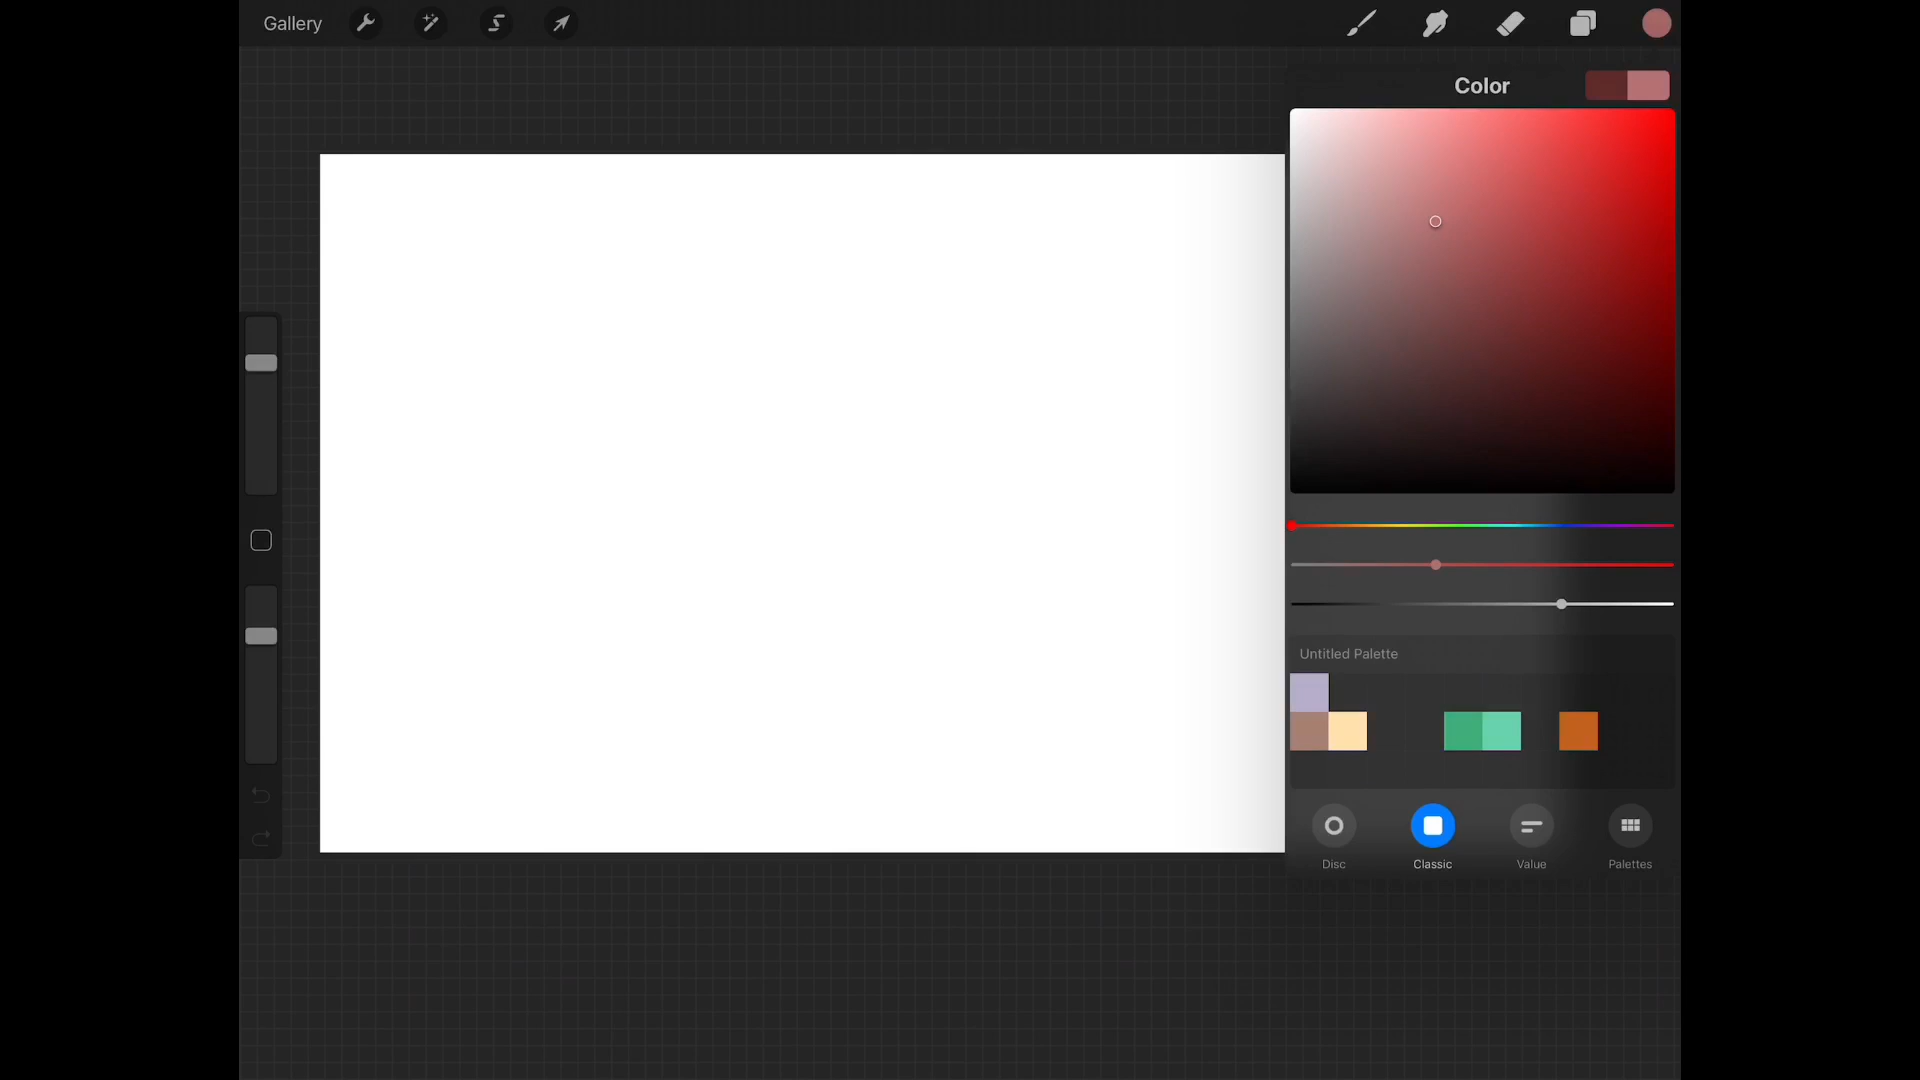 Gallery
Color
Untitled Palette
Disc
Classic
Value
Palettes